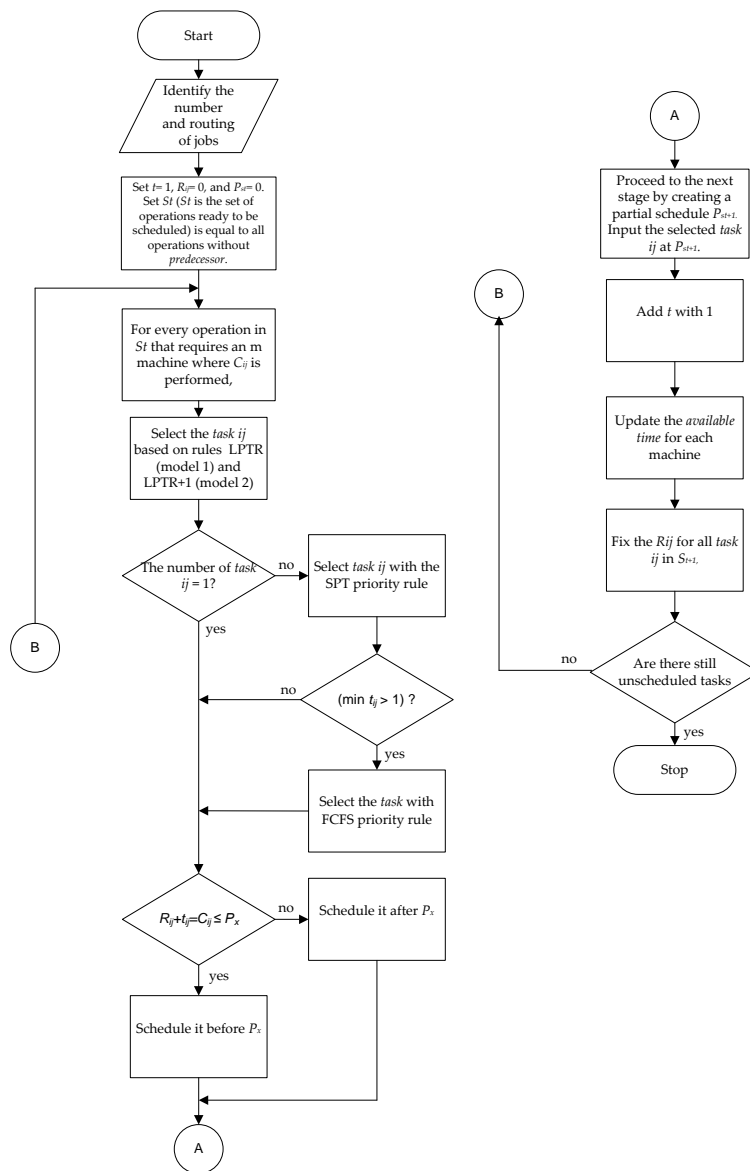 Start
Identify the
number
and routing
of jobs
Set t= 1, Rij= 0, and Pst= 0.
Set St (St is the set of
operations ready to be
scheduled) is equal to all
operations without
predecessor.
For every operation in
St that requires an m
machine where Cij is
performed,
Select the task ij
based on rules LPTR
(model 1) and
LPTR+1 (model 2)
The number of task
ij = 1?
no
Select task ij with the
SPT priority rule
yes
B
no
(min tij > 1) ?
yes
Select the task with
FCFS priority rule
Rij+tij=Cij ≤ Px
no
Schedule it after Px
yes
Schedule it before Px
A
A
Proceed to the next
stage by creating a
partial schedule Pst+1.
Input the selected task
ij at Pst+1.
B
Add t with 1
Update the available
time for each
machine
Fix the Rij for all task
ij in St+1,
no
Are there still
unscheduled tasks
yes
Stop